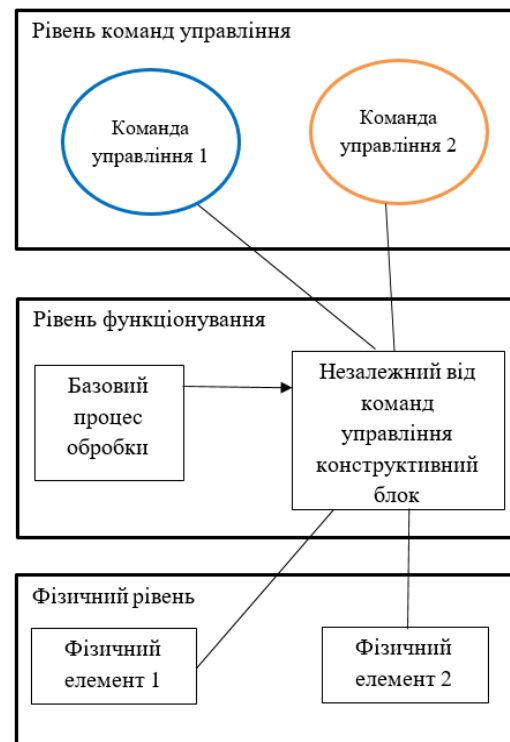 Рівень команд управління
Команда
управління 1
Команда
управління 2
Рівень функціонування
Базовий
процес
обробки
Незалежний від
команд
управління
конструктивний
блок
Фізичний рівень
Фізичний
елемент 1
Фізичний
елемент 2